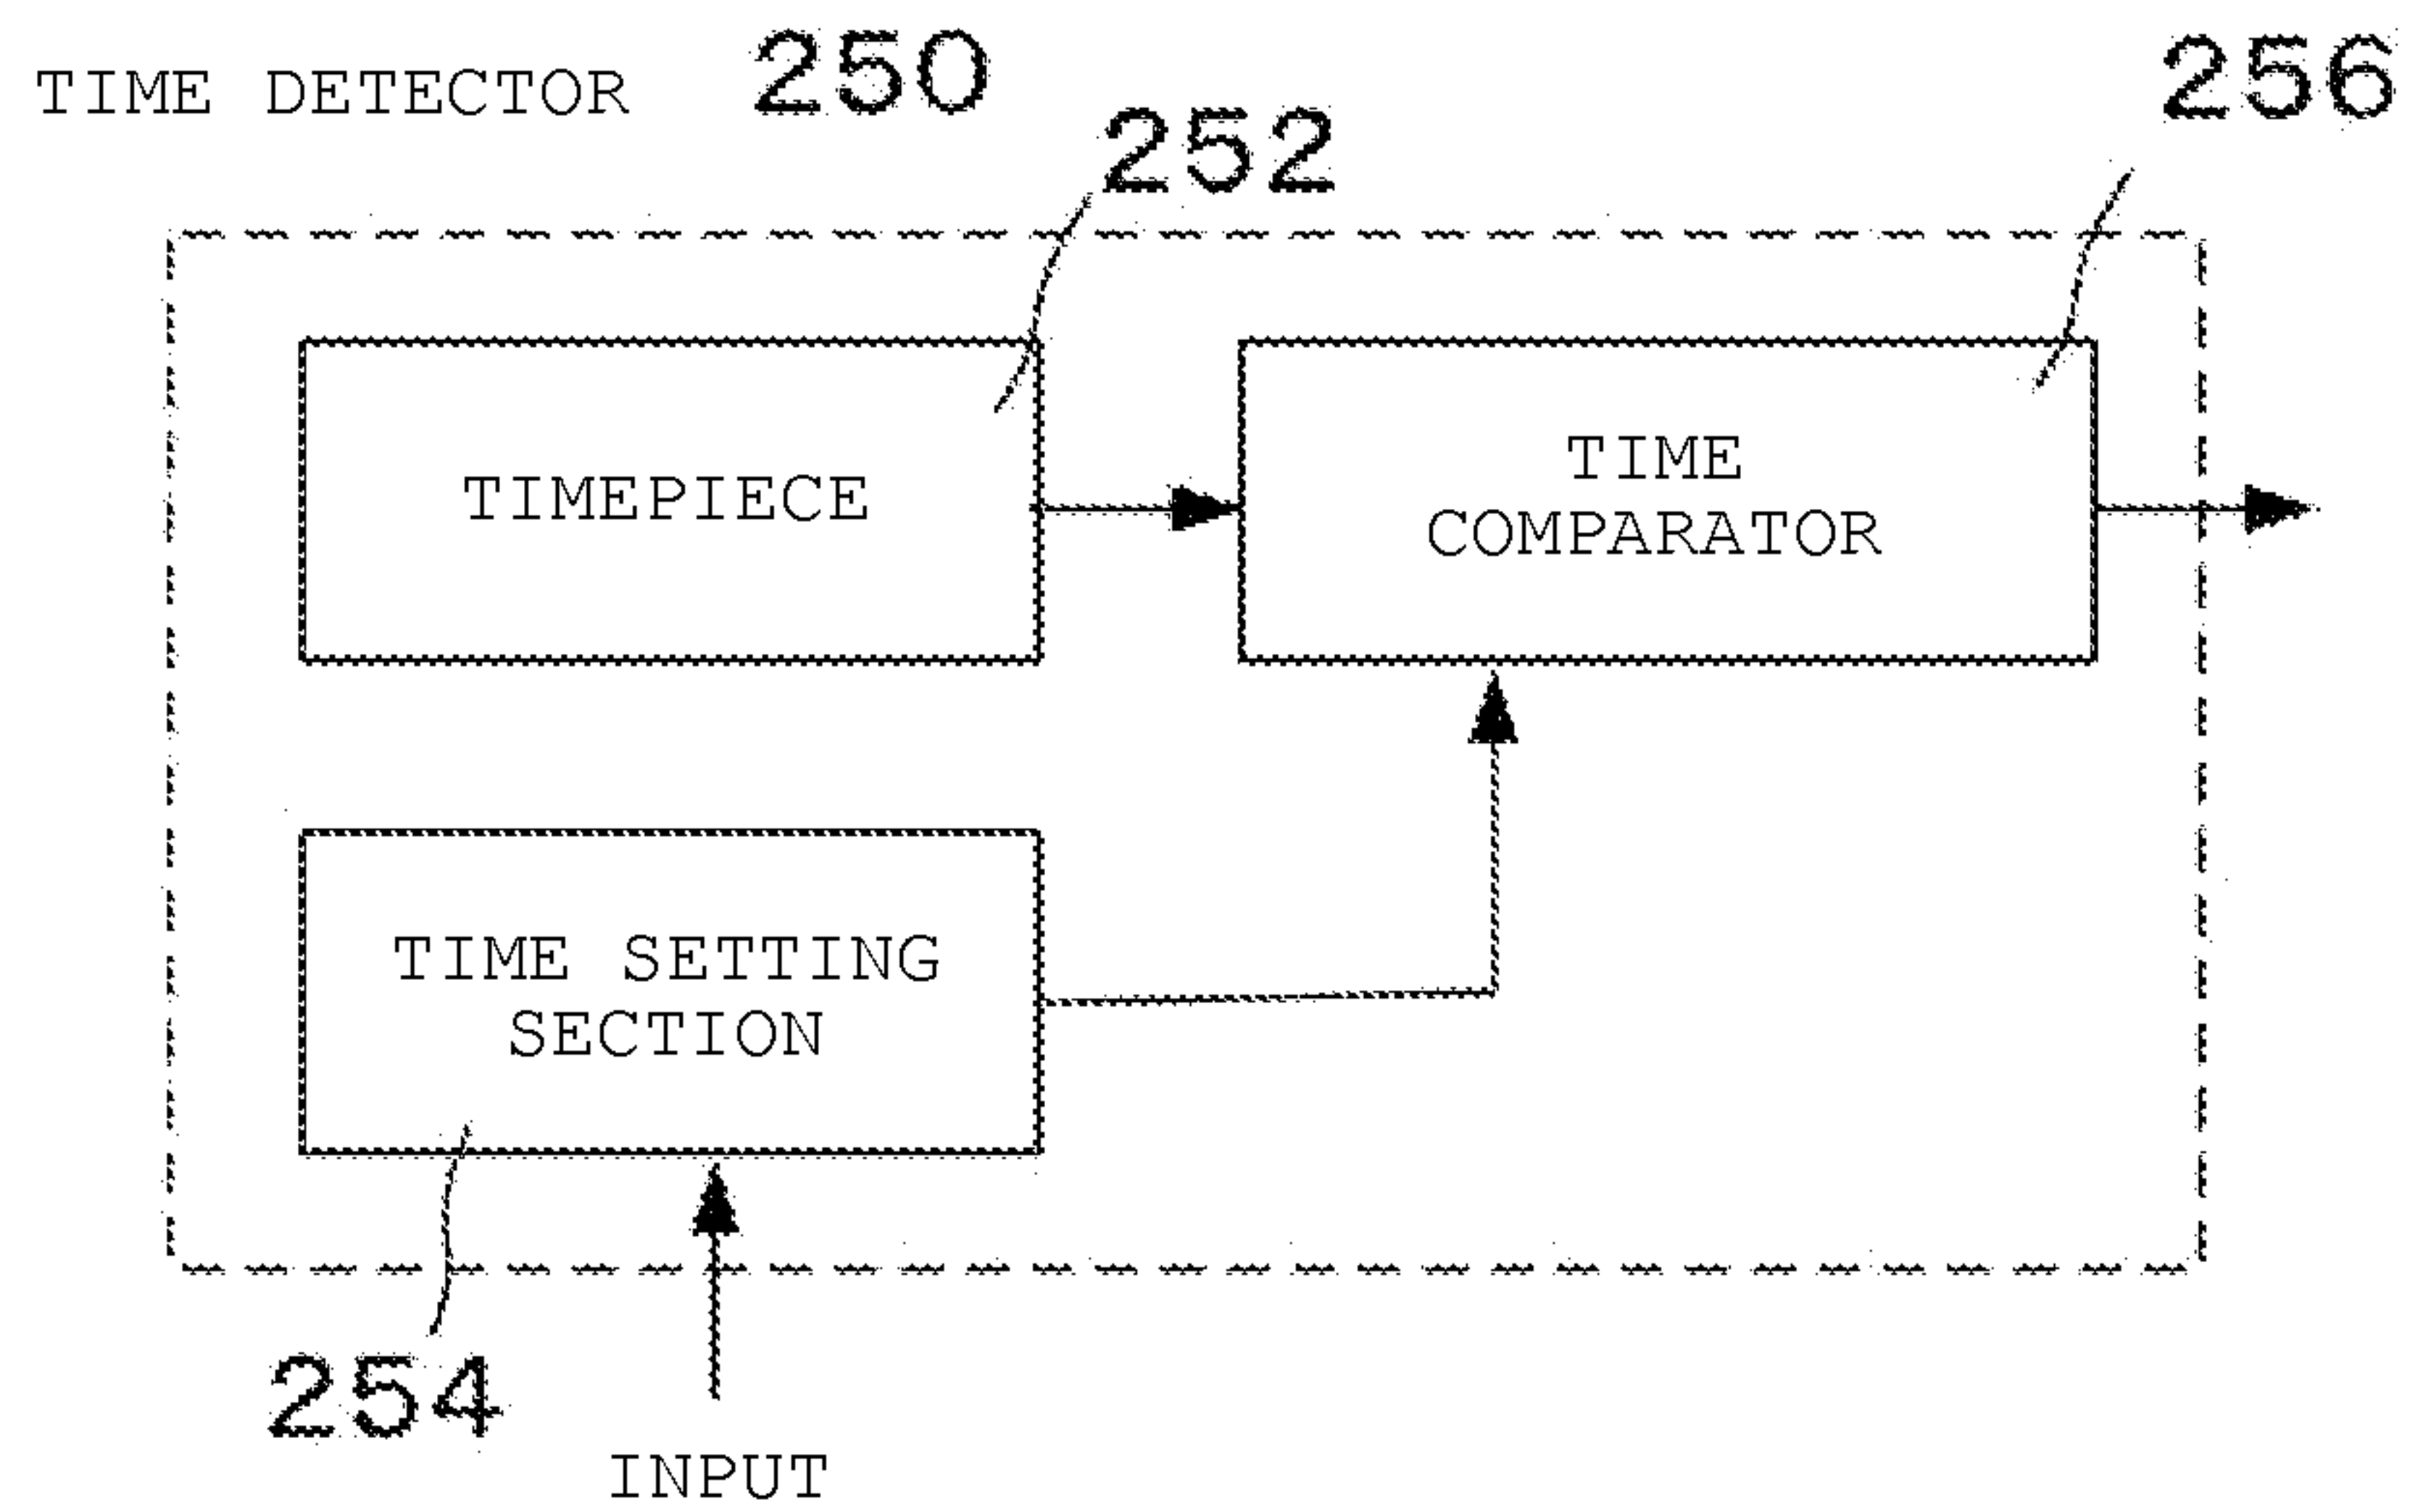 TIME DETECTOR 250
252
256
TIMEPIECE
TIME
COMPARATOR
TIME SETTING
SECTION
254
INPUT